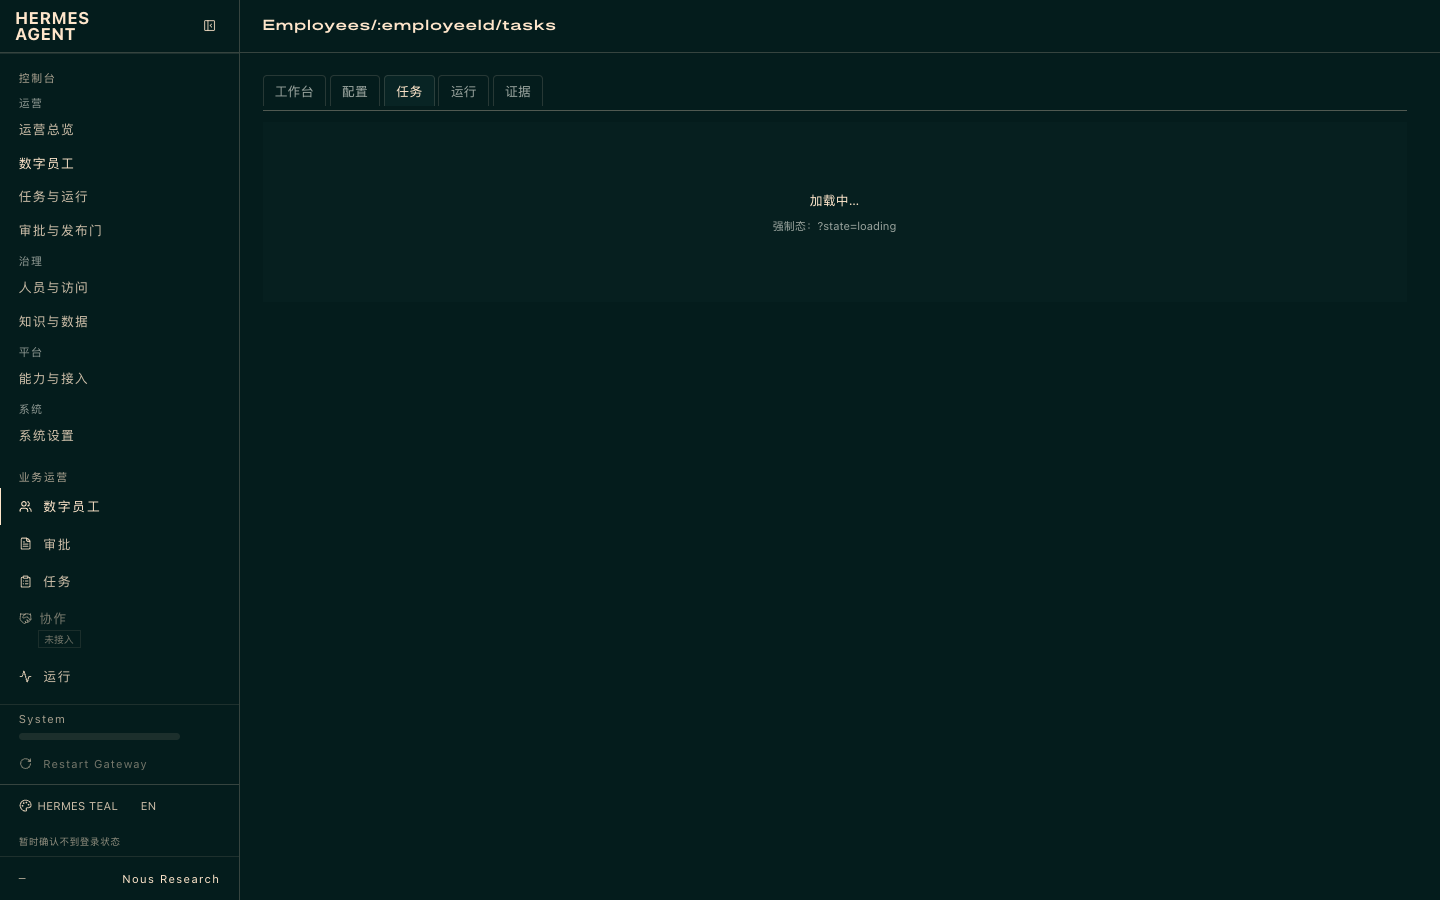 HERMES
AGENT
Employees/:employeeId/tasks
控制台
运营
运营总览
数字员工
任务与运行
审批与发布门
治理
人员与访问
知识与数据
平台
能力与接入
系统
系统设置
业务运营
数字员工
审批
任务
协作
未接入
运行
System
Restart Gateway
HERMES TEAL EN
暂时确认不到登录状态
— Nous Research
工作台 配置 任务 运行 证据
加载中...
强制态：?state=loading